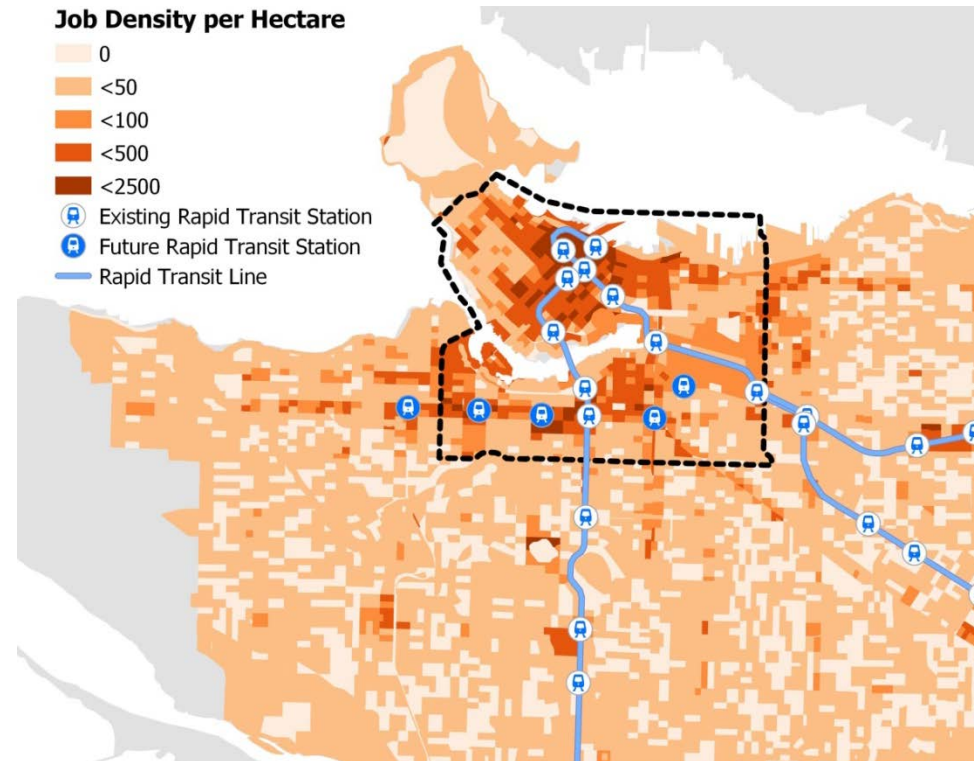 Job Density per Hectare
0
<50
<100
<500
<2500
Existing Rapid Transit Station
Future Rapid Transit Station
Rapid Transit Line